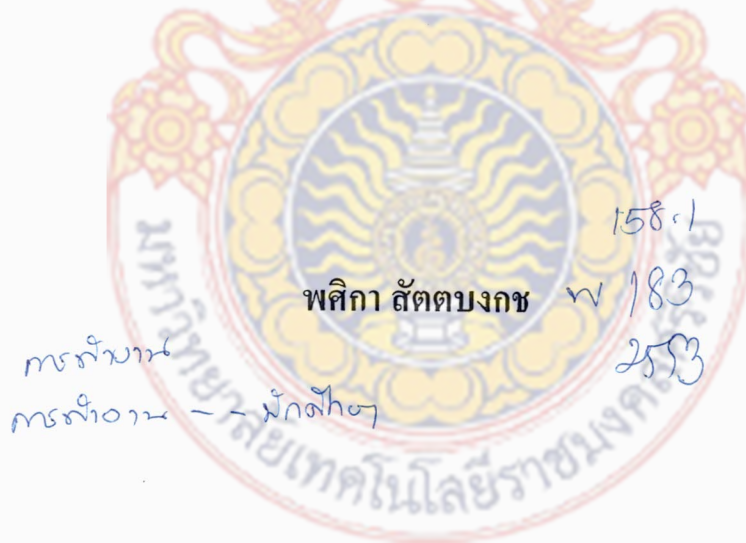 158.1
พศิกา สัตตบงกช พ 183
2553
การทำงาน
การทำงาน -- นักศึกษา
มหาวิทยาลัยเทคโนโลยีราชมงคล